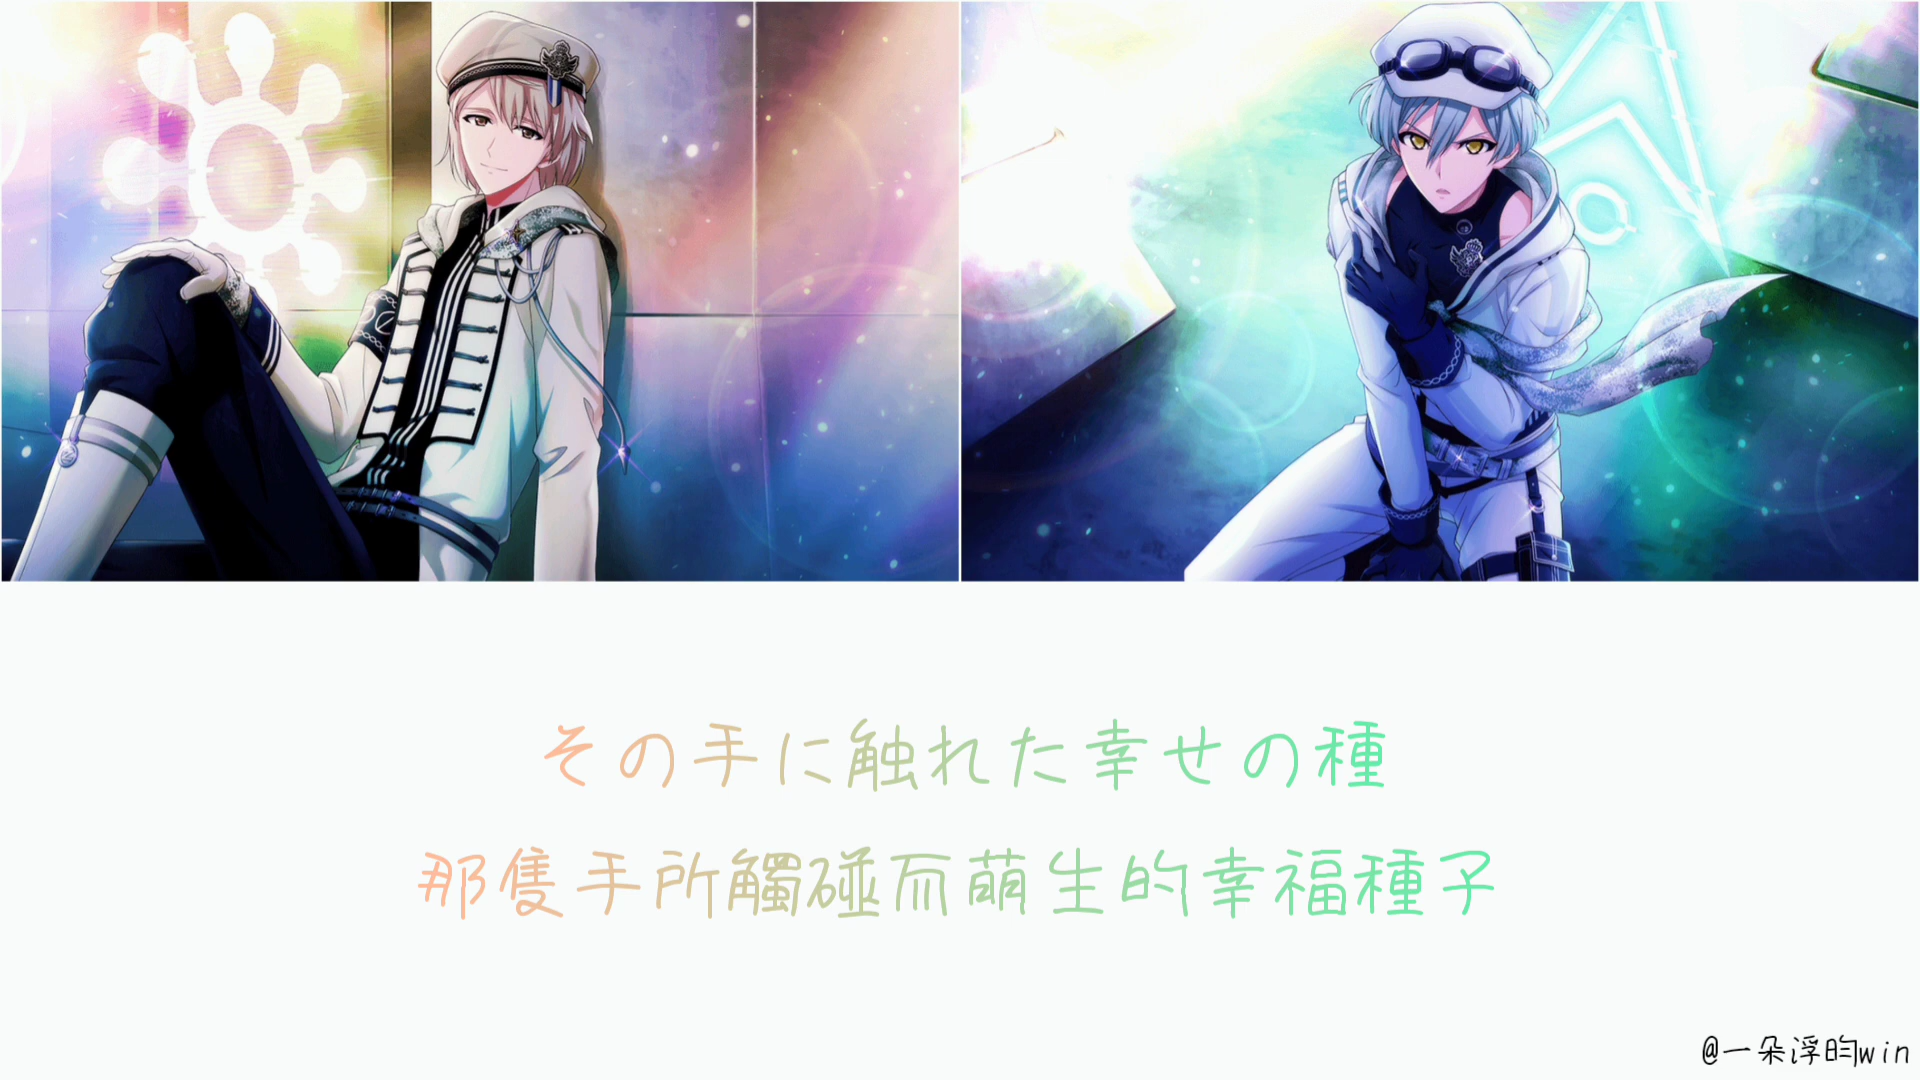 その手に触れた幸せの種
那隻手所觸碰而萌生的幸福種子
@一朵浮昀win